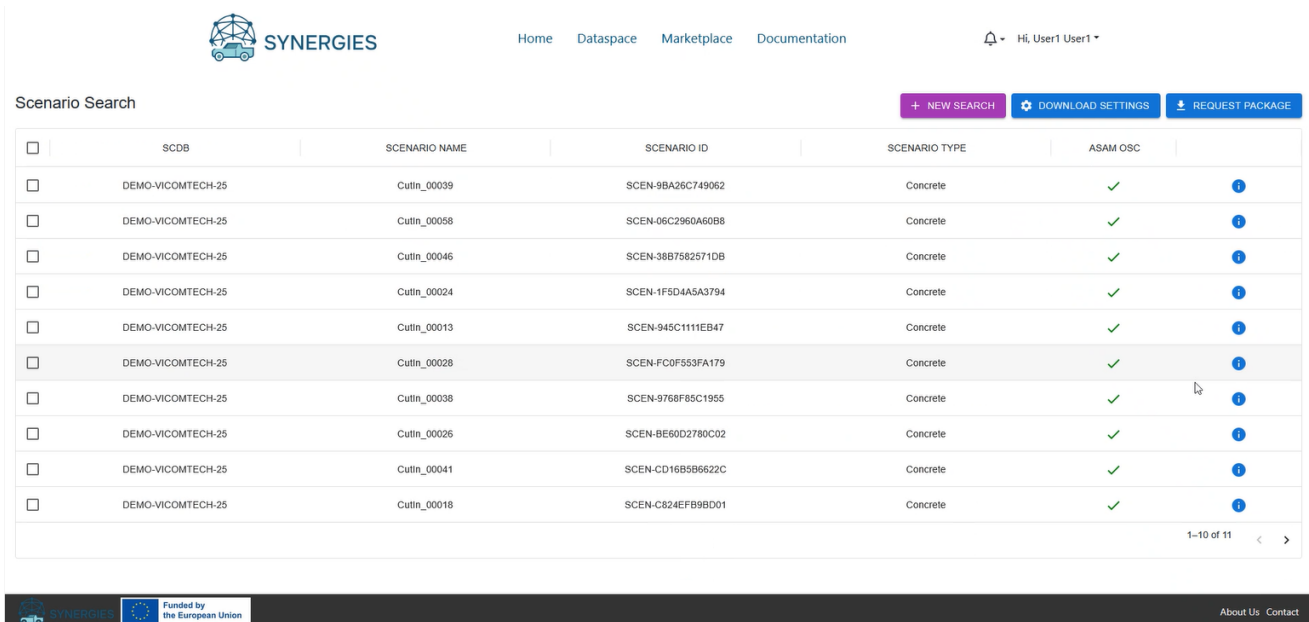 SYNERGIES
Home Dataspace Marketplace Documentation
Hi, User1 User1
Scenario Search
+ NEW SEARCH DOWNLOAD SETTINGS REQUEST PACKAGE
SCDB SCENARIO NAME SCENARIO ID SCENARIO TYPE ASAM OSC
DEMO-VICOMTECH-25 CutIn_00039 SCEN-9BA26C749062 Concrete
DEMO-VICOMTECH-25 CutIn_00058 SCEN-06C2960A60B8 Concrete
DEMO-VICOMTECH-25 CutIn_00046 SCEN-38B7582571DB Concrete
DEMO-VICOMTECH-25 CutIn_00024 SCEN-1F5D4A5A3794 Concrete
DEMO-VICOMTECH-25 CutIn_00013 SCEN-945C1111EB47 Concrete
DEMO-VICOMTECH-25 CutIn_00028 SCEN-FC0F553FA179 Concrete
DEMO-VICOMTECH-25 CutIn_00038 SCEN-9768F85C1955 Concrete
DEMO-VICOMTECH-25 CutIn_00026 SCEN-BE60D2780C02 Concrete
DEMO-VICOMTECH-25 CutIn_00041 SCEN-CD16B5B6622C Concrete
DEMO-VICOMTECH-25 CutIn_00018 SCEN-C824EFB9BD01 Concrete
1–10 of 11
SYNERGIES
Funded by
the European Union
About Us Contact